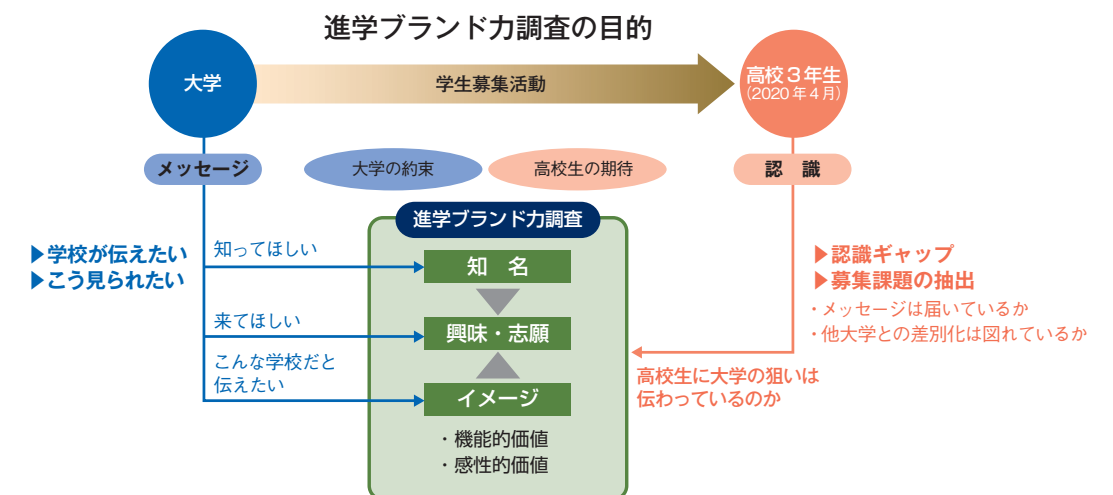 進学ブランド力調査の目的
大学
学生募集活動
高校3年生
(2020年4月)
メッセージ
大学の約束
高校生の期待
認 識
進学ブランド力調査
▶学校が伝えたい
▶こう見られたい
知ってほしい
知 名
来てほしい
興味・志願
こんな学校だと
伝えたい
イメージ
・機能的価値
・感性的価値
▶認識ギャップ
▶募集課題の抽出
・メッセージは届いているか
・他大学との差別化は図れているか
高校生に大学の狙いは
伝わっているのか